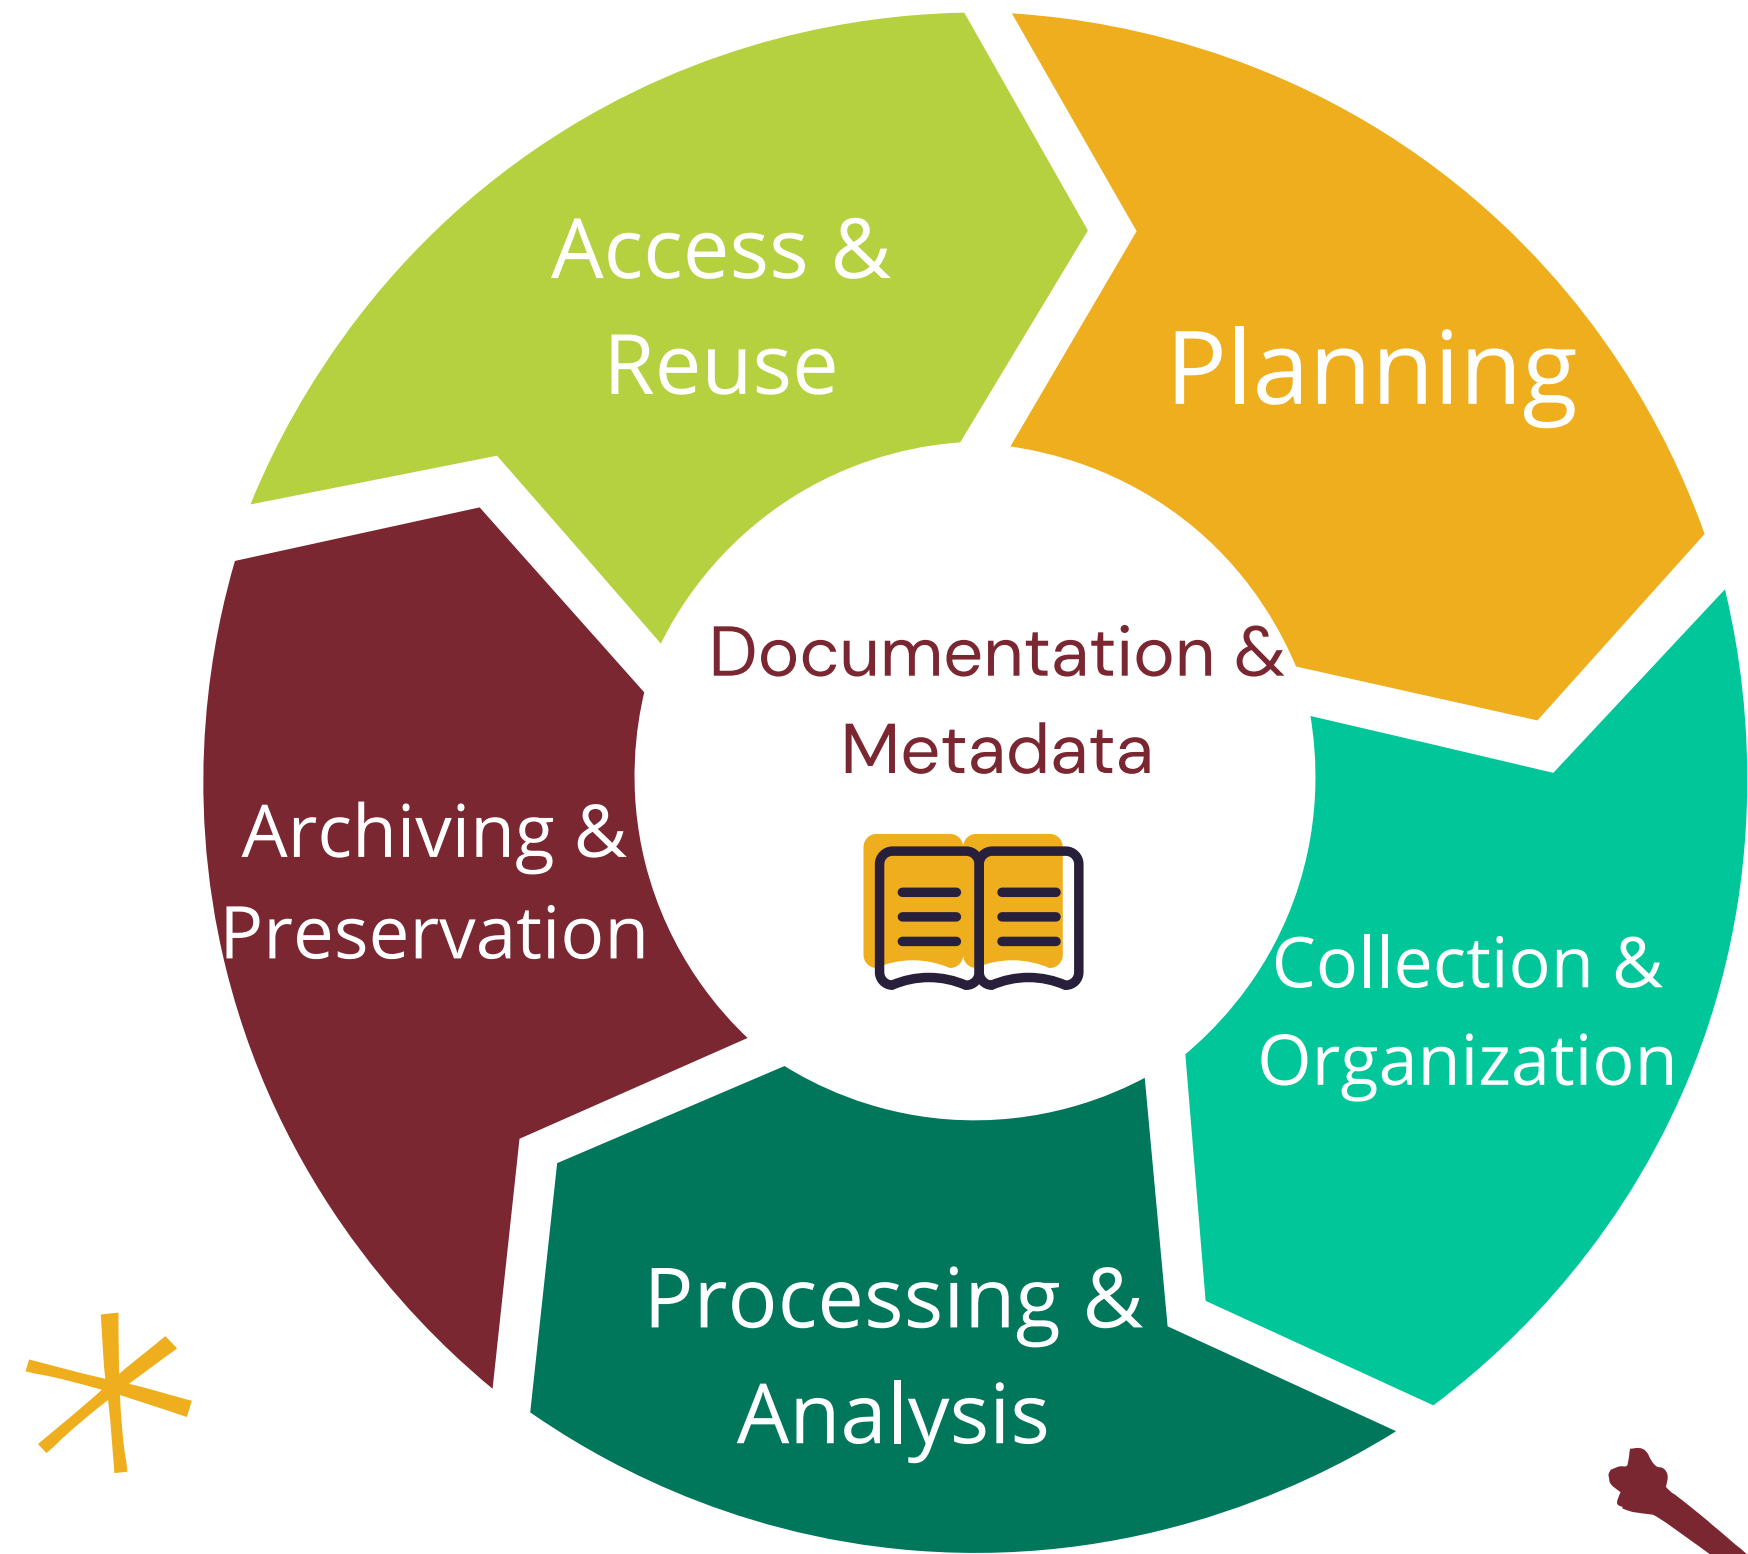 Access &
Reuse
Planning
Documentation &
Metadata
Archiving &
Preservation
Collection &
Organization
Processing &
Analysis